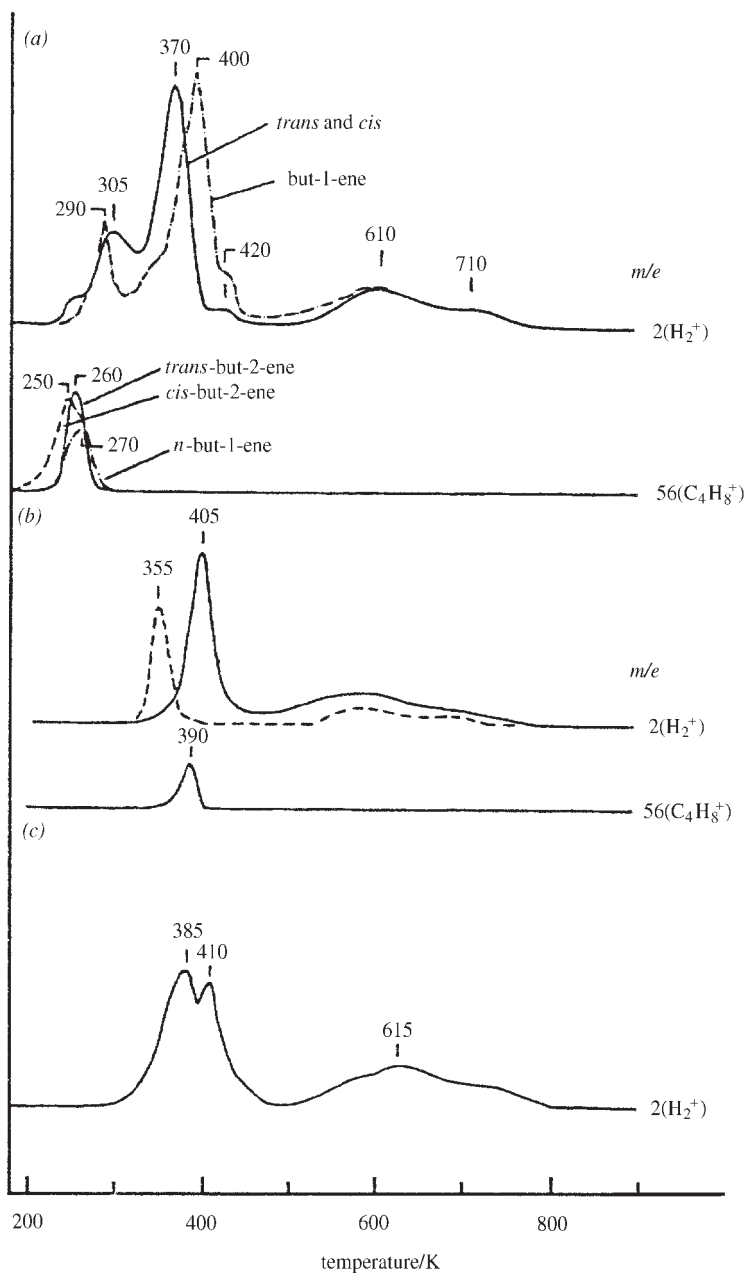 (a)
370
400
trans and cis
but-1-ene
305
290
420
610
710
m/e
2(H₂⁺)
250
260
trans-but-2-ene
cis-but-2-ene
270
n-but-1-ene
56(C₄H₈⁺)
(b)
405
355
m/e
2(H₂⁺)
390
56(C₄H₈⁺)
(c)
385
410
615
2(H₂⁺)
200
400
600
800
temperature/K